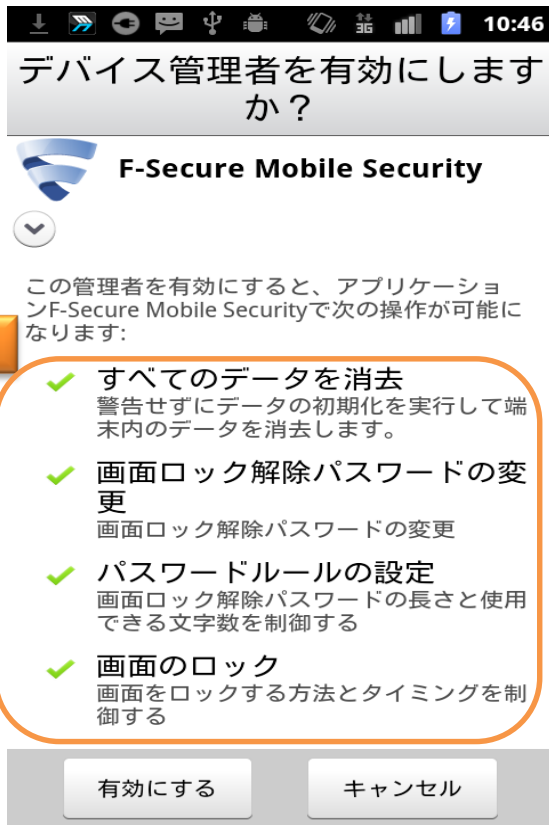 10:46
デバイス管理者を有効にします
か？
F-Secure Mobile Security
この管理者を有効にすると、アプリケーショ
ンF-Secure Mobile Securityで次の操作が可能に
なります:
すべてのデータを消去
警告せずにデータの初期化を実行して端
末内のデータを消去します。
画面ロック解除パスワードの変
更
画面ロック解除パスワードの変更
パスワードルールの設定
画面ロック解除パスワードの長さと使用
できる文字数を制御する
画面のロック
画面をロックする方法とタイミングを制
御する
有効にする
キャンセル